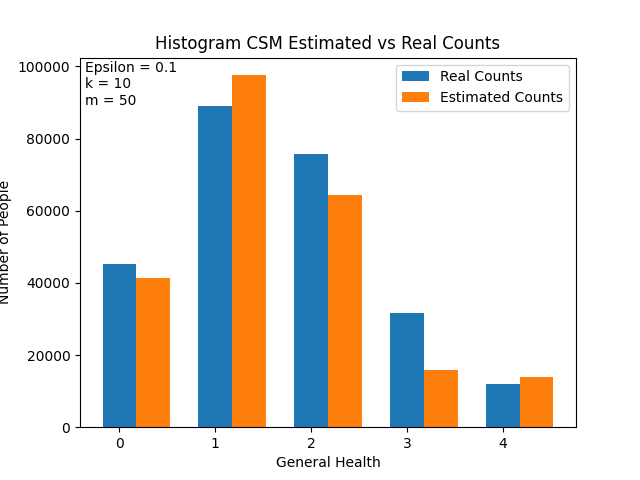 Histogram CSM Estimated vs Real Counts
Epsilon = 0.1
k = 10
m = 50
Real Counts
Estimated Counts
100000
80000
60000
40000
20000
0
Number of People
0 1 2 3 4
General Health